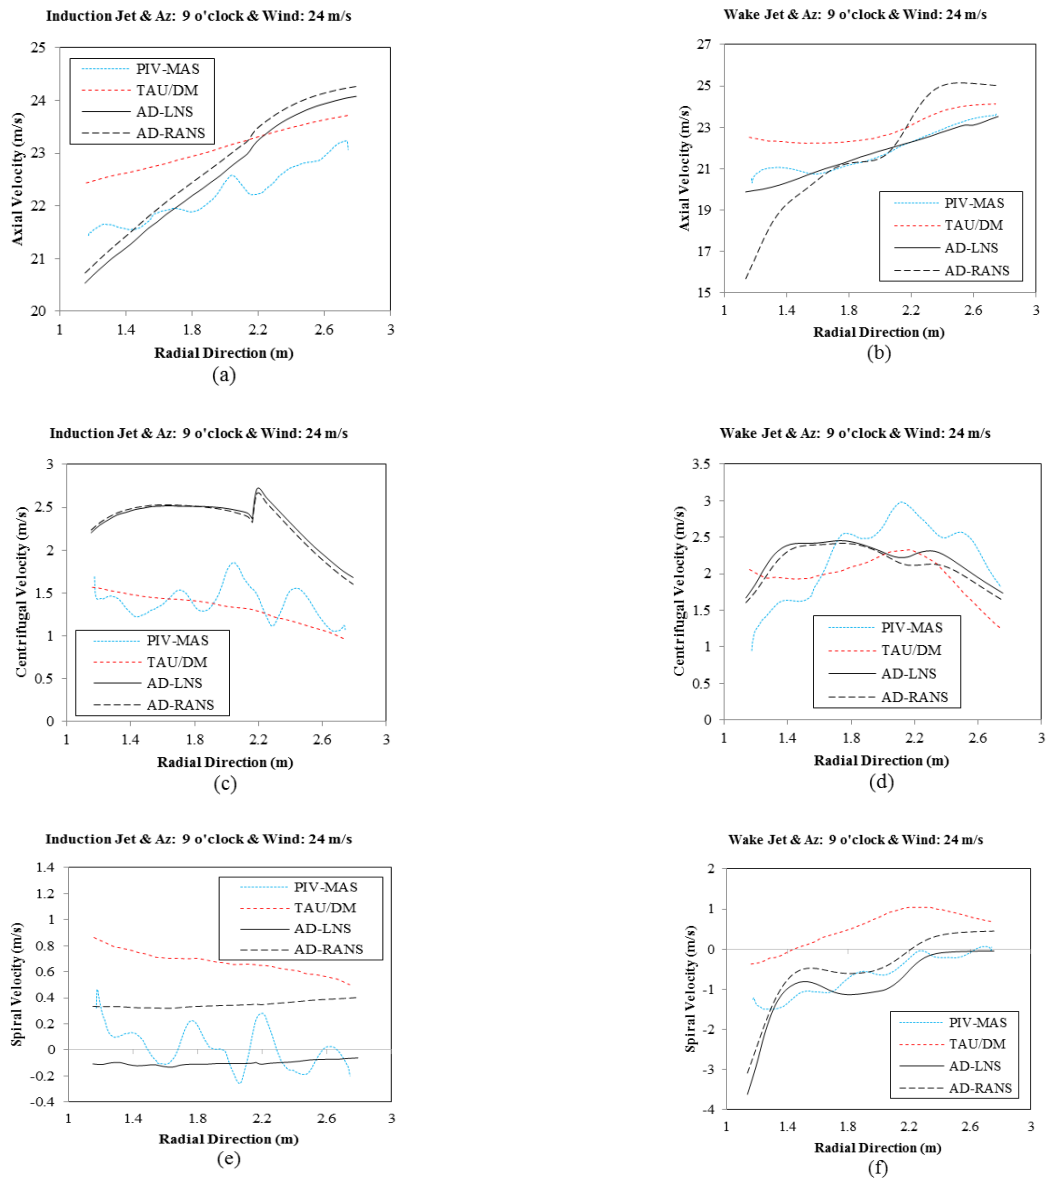 Induction Jet & Az: 9 o'clock & Wind: 24 m/s
25
24
23
22
21
20
Axial Velocity (m/s)
PIV-MAS
TAU/DM
AD-LNS
AD-RANS
1 1.4 1.8 2.2 2.6 3
Radial Direction (m)
(a)
Wake Jet & Az: 9 o'clock & Wind: 24 m/s
27
25
23
21
19
17
15
Axial Velocity (m/s)
PIV-MAS
TAU/DM
AD-LNS
AD-RANS
1 1.4 1.8 2.2 2.6 3
Radial Direction (m)
(b)
Induction Jet & Az: 9 o'clock & Wind: 24 m/s
3
2.5
2
1.5
1
0.5
0
Centrifugal Velocity (m/s)
PIV-MAS
TAU/DM
AD-LNS
AD-RANS
1 1.4 1.8 2.2 2.6 3
Radial Direction (m)
(c)
Wake Jet & Az: 9 o'clock & Wind: 24 m/s
3.5
3
2.5
2
1.5
1
0.5
0
Centrifugal Velocity (m/s)
PIV-MAS
TAU/DM
AD-LNS
AD-RANS
1 1.4 1.8 2.2 2.6 3
Radial Direction (m)
(d)
Induction Jet & Az: 9 o'clock & Wind: 24 m/s
1.4
1.2
1
0.8
0.6
0.4
0.2
0
-0.2
-0.4
Spiral Velocity (m/s)
PIV-MAS
TAU/DM
AD-LNS
AD-RANS
1 1.4 1.8 2.2 2.6 3
Radial Direction (m)
(e)
Wake Jet & Az: 9 o'clock & Wind: 24 m/s
2
1
0
-1
-2
-3
-4
Spiral Velocity (m/s)
PIV-MAS
TAU/DM
AD-LNS
AD-RANS
1 1.4 1.8 2.2 2.6 3
Radial Direction (m)
(f)